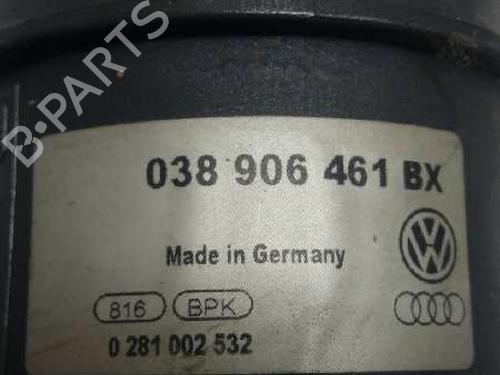 B-PARTS
038 906 461 BX
Made in Germany
816 BPK
0 281 002 532